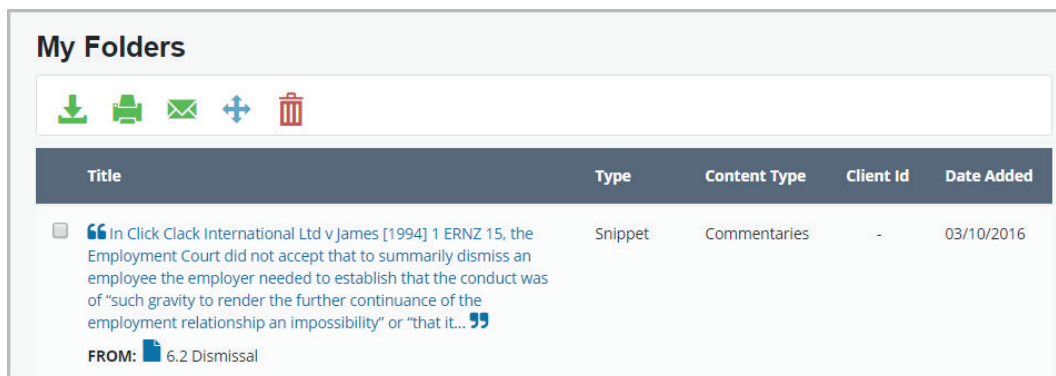 My Folders
Title Type Content Type Client Id Date Added
“ In Click Clack International Ltd v James [1994] 1 ERNZ 15, the Snippet Commentaries - 03/10/2016
Employment Court did not accept that to summarily dismiss an
employee the employer needed to establish that the conduct was
of “such gravity to render the further continuance of the
employment relationship an impossibility” or “that it... ”
FROM: 6.2 Dismissal